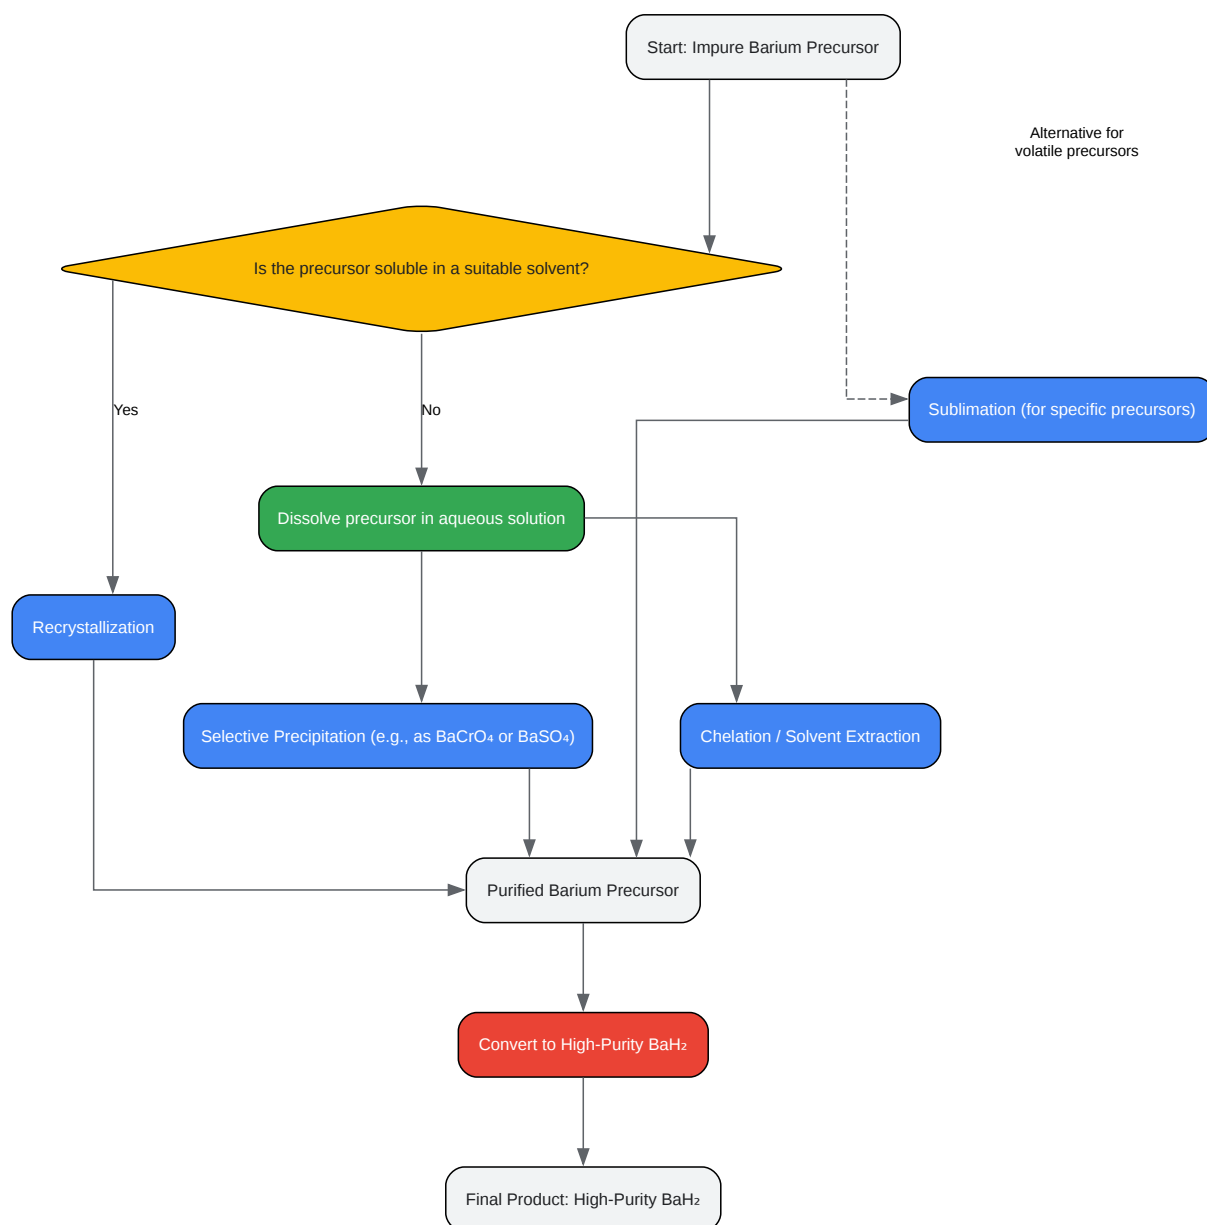 Start: Impure Barium Precursor
Alternative for
volatile precursors
Is the precursor soluble in a suitable solvent?
Yes
No
Sublimation (for specific precursors)
Dissolve precursor in aqueous solution
Recrystallization
Selective Precipitation (e.g., as BaCrO₄ or BaSO₄)
Chelation / Solvent Extraction
Purified Barium Precursor
Convert to High-Purity BaH₂
Final Product: High-Purity BaH₂